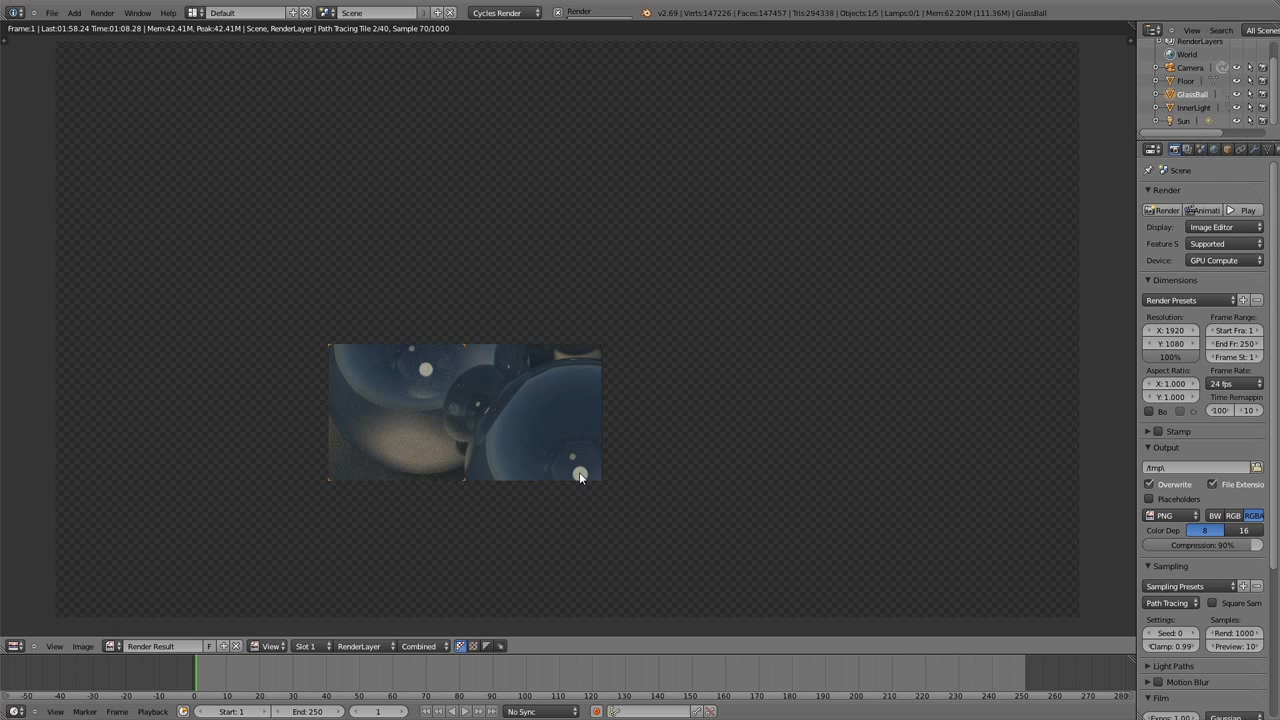 File Add Render Window Help Default Scene 3 F Cycles Render Render v2.69 | Verts:147226 | Faces:147457 | Tris:294338 | Objects:1/5 | Lamps:0/1 | Mem:62.20M (111.36M) | GlassBall
Frame:1 | Last:01:58.24 Time:01:08.28 | Mem:42.41M, Peak:42.41M | Scene, RenderLayer | Path Tracing Tile 2/40, Sample 70/1000
View Search All Scenes
RenderLayers
World
Camera
Floor
GlassBall
InnerLight
Sun
Scene
Render
Render Animati Play
Display: Image Editor
Feature S Supported
Device: GPU Compute
Dimensions
Render Presets
Resolution: Frame Range:
X: 1920 Start Fra: 1
Y: 1080 End Fr: 250
100% Frame St: 1
Aspect Ratio: Frame Rate:
X: 1.000 24 fps
Y: 1.000 Time Remappin
Bo Cr 100 10
Stamp
Output
/tmp\
Overwrite File Extensio
Placeholders
PNG BW RGB RGBA
Color Dep 8 16
Compression: 90%
Sampling
Sampling Presets
Path Tracing Square Sam
Settings: Samples:
Seed: 0 Rend: 1000
Clamp: 0.99 Preview: 10
Light Paths
Motion Blur
Film
Expos: 1.00 Gaussian
View Image Render Result F View Slot 1 RenderLayer Combined
-50 -40 -30 -20 -10 0 10 20 30 40 50 60 70 80 90 100 110 120 130 140 150 160 170 180 190 200 210 220 230 240 250 260 270 280
View Marker Frame Playback Start: 1 End: 250 1 No Sync